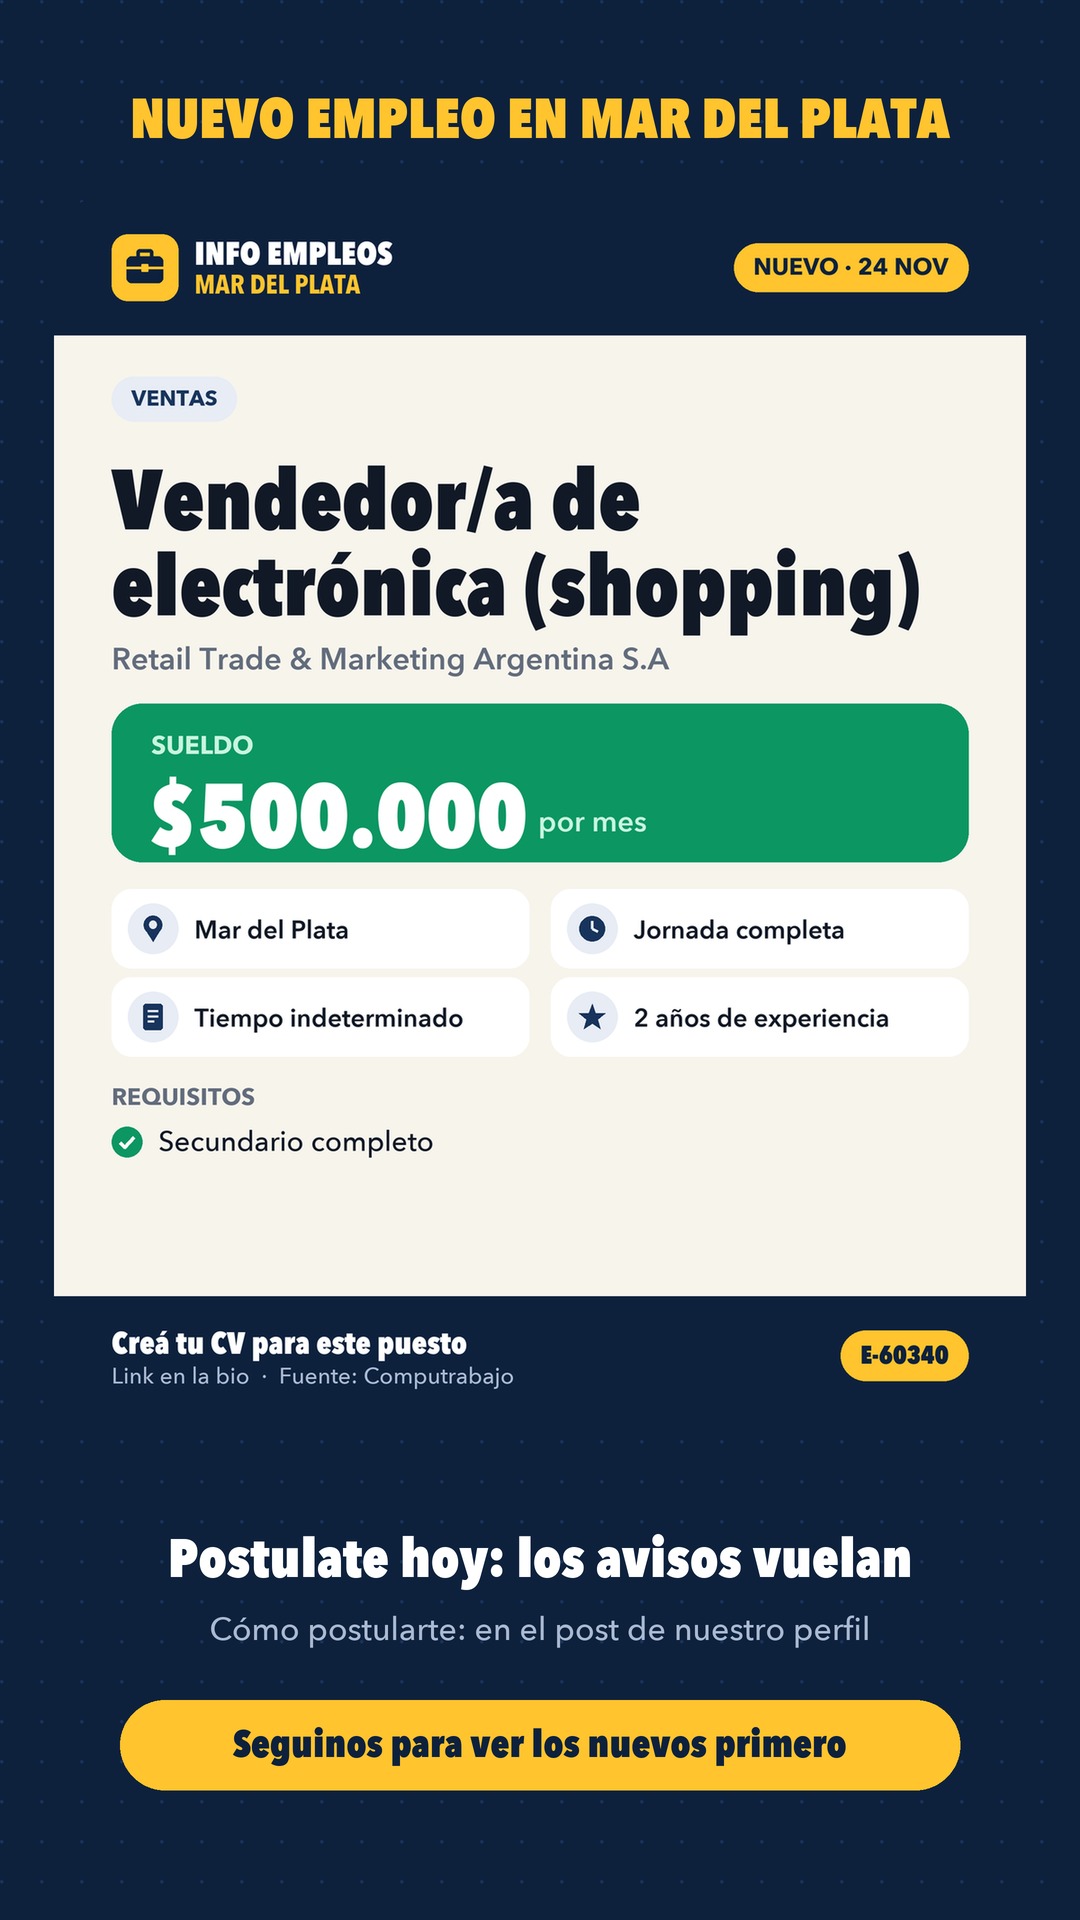 NUEVO EMPLEO EN MAR DEL PLATA
INFO EMPLEOS
MAR DEL PLATA
NUEVO · 24 NOV
VENTAS
Vendedor/a de
electrónica (shopping)
Retail Trade & Marketing Argentina S.A
SUELDO
$500.000 por mes
Mar del Plata
Jornada completa
Tiempo indeterminado
2 años de experiencia
REQUISITOS
Secundario completo
Creá tu CV para este puesto
Link en la bio · Fuente: Computrabajo
E-60340
Postulate hoy: los avisos vuelan
Cómo postularte: en el post de nuestro perfil
Seguinos para ver los nuevos primero